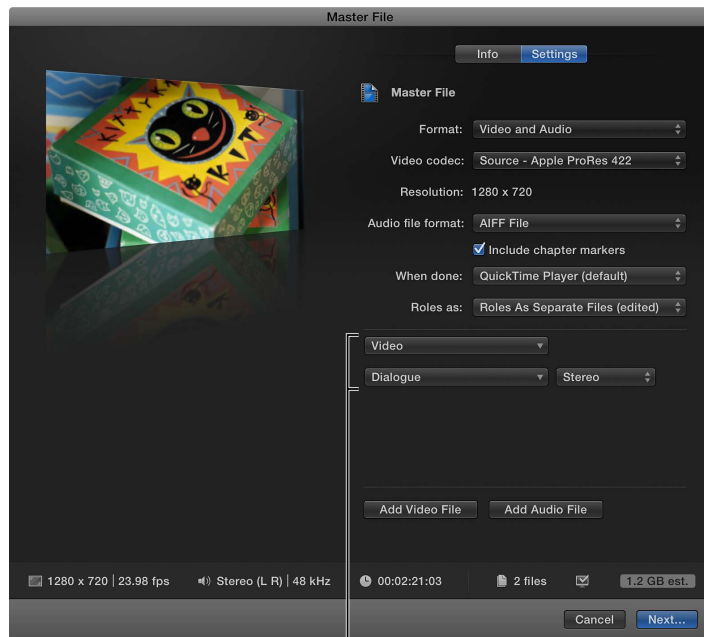 Master File
Info Settings
KITTY KIT
Master File
Format: Video and Audio
Video codec: Source - Apple ProRes 422
Resolution: 1280 x 720
Audio file format: AIFF File
Include chapter markers
When done: QuickTime Player (default)
Roles as: Roles As Separate Files (edited)
Video
Dialogue Stereo
Add Video File Add Audio File
1280 x 720 | 23.98 fps Stereo (L R) | 48 kHz 00:02:21:03 2 files 1.2 GB est.
Cancel Next...